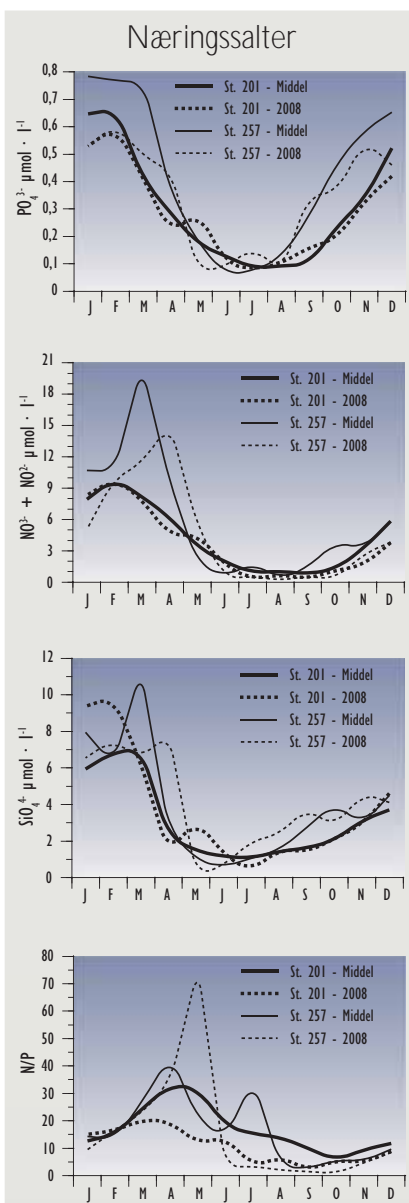 Næringssalter
PO₄³⁻ µmol · l⁻¹
0,8
0,7
0,6
0,5
0,4
0,3
0,2
0,1
0
St. 201 - Middel
St. 201 - 2008
St. 257 - Middel
St. 257 - 2008
J F M A M J J A S O N D
NO³⁻ + NO²⁻ µmol · l⁻¹
21
18
15
12
9
6
3
0
St. 201 - Middel
St. 201 - 2008
St. 257 - Middel
St. 257 - 2008
J F M A M J J A S O N D
SiO₄⁴⁻ µmol · l⁻¹
12
10
8
6
4
2
0
St. 201 - Middel
St. 201 - 2008
St. 257 - Middel
St. 257 - 2008
J F M A M J J A S O N D
N/P
80
70
60
50
40
30
20
10
0
St. 201 - Middel
St. 201 - 2008
St. 257 - Middel
St. 257 - 2008
J F M A M J J A S O N D